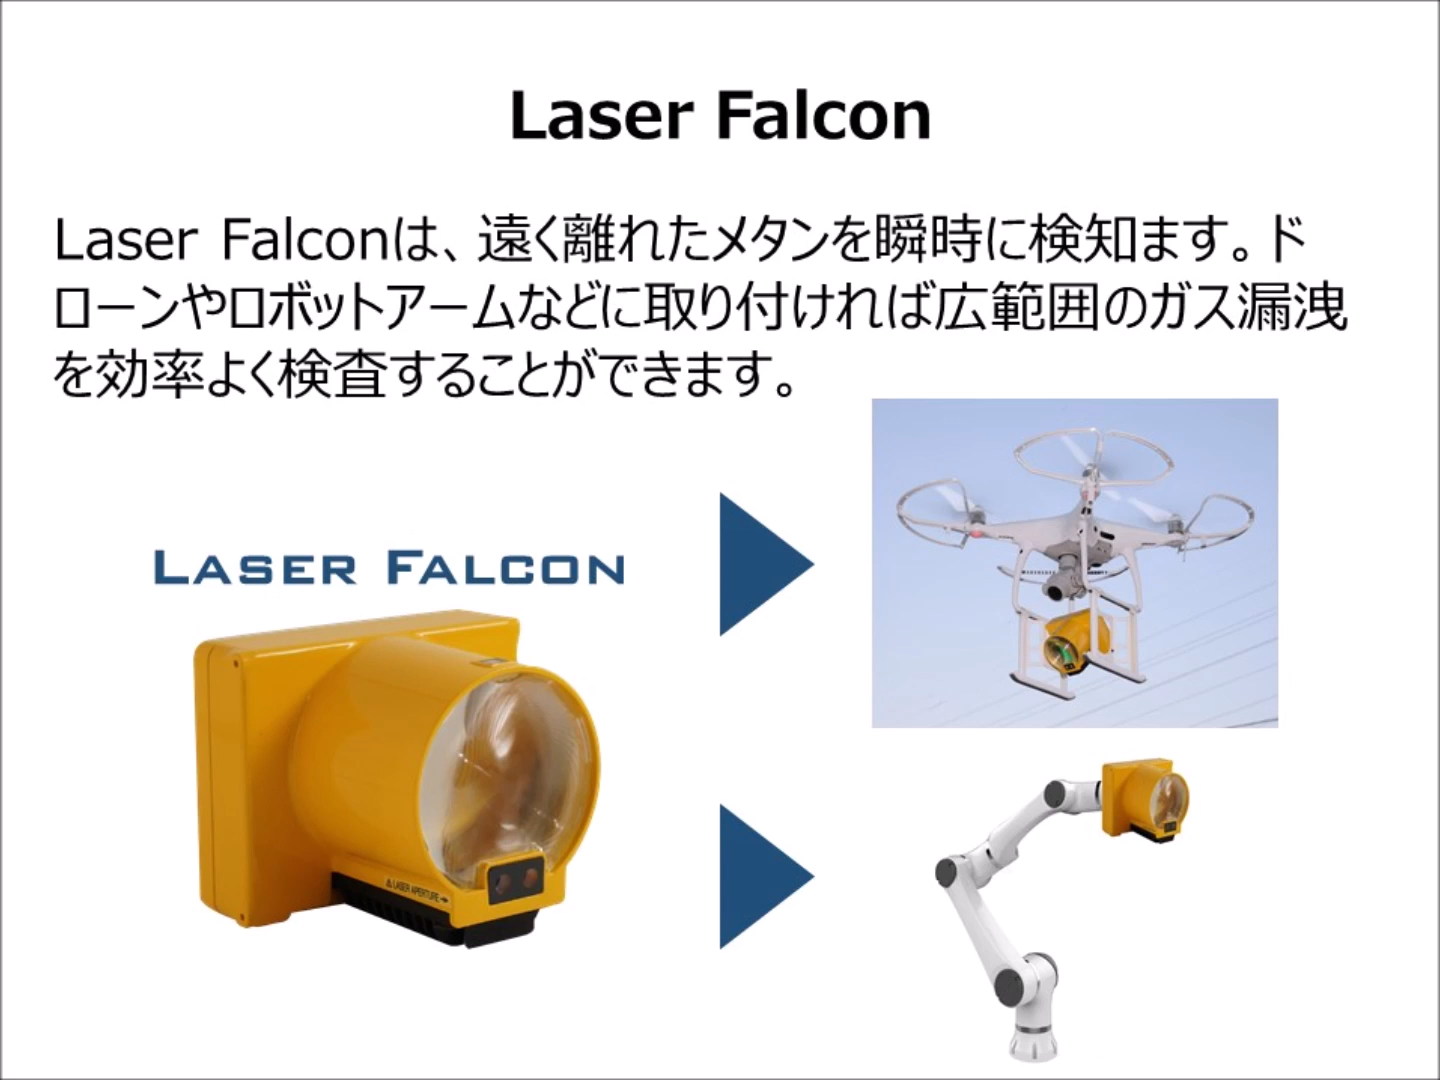 Laser Falcon
Laser Falconは、遠く離れたメタンを瞬時に検知ます。ド
ローンやロボットアームなどに取り付ければ広範囲のガス漏洩
を効率よく検査することができます。
LASER FALCON
LASER APERTURE